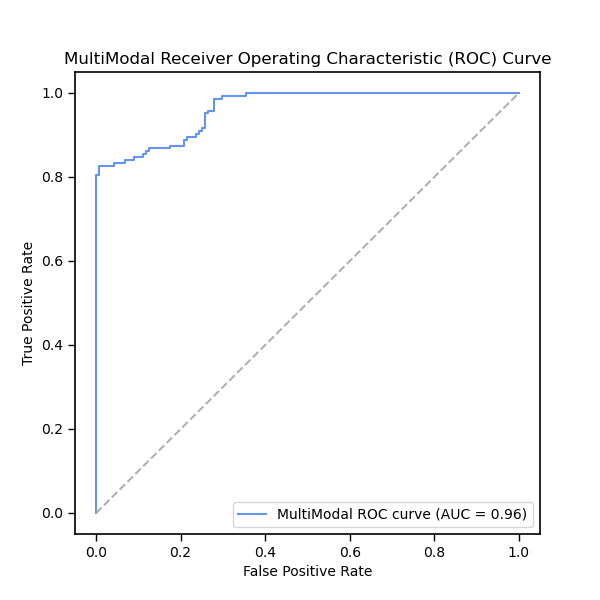 MultiModal Receiver Operating Characteristic (ROC) Curve
1.0
0.8
0.6
0.4
0.2
0.0
True Positive Rate
MultiModal ROC curve (AUC = 0.96)
0.0 0.2 0.4 0.6 0.8 1.0
False Positive Rate